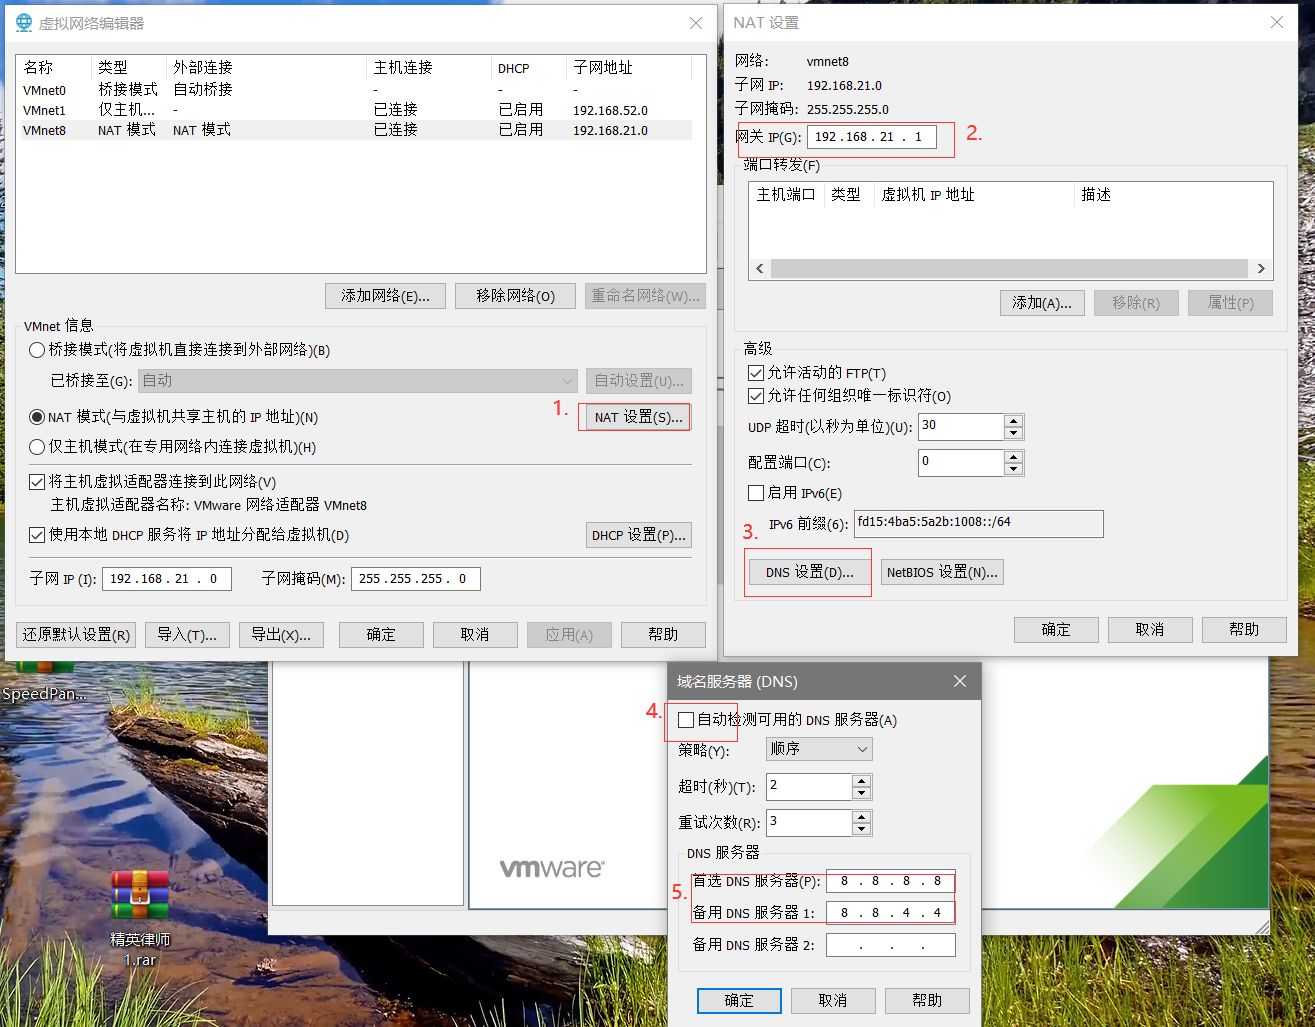 虚拟网络编辑器
名称 类型 外部连接 主机连接 DHCP 子网地址
VMnet0 桥接模式 自动桥接 - - -
VMnet1 仅主机... - 已连接 已启用 192.168.52.0
VMnet8 NAT 模式 NAT 模式 已连接 已启用 192.168.21.0
添加网络(E)... 移除网络(O) 重命名网络(W)...
VMnet 信息
桥接模式(将虚拟机直接连接到外部网络)(B)
已桥接至(G): 自动 自动设置(U)...
1.
NAT 模式(与虚拟机共享主机的 IP 地址)(N) NAT 设置(S)...
仅主机模式(在专用网络内连接虚拟机)(H)
将主机虚拟适配器连接到此网络(V)
主机虚拟适配器名称: VMware 网络适配器 VMnet8
使用本地 DHCP 服务将 IP 地址分配给虚拟机(D) DHCP 设置(P)...
子网 IP (I): 192 . 168 . 21 . 0 子网掩码(M): 255 . 255 . 255 . 0
还原默认设置(R) 导入(T)... 导出(X)... 确定 取消 应用(A) 帮助
NAT 设置
网络: vmnet8
子网 IP: 192.168.21.0
子网掩码: 255.255.255.0
网关 IP(G): 192 . 168 . 21 . 1 2.
端口转发(F)
主机端口 类型 虚拟机 IP 地址 描述
添加(A)... 移除(R) 属性(P)
高级
允许活动的 FTP(T)
允许任何组织唯一标识符(O)
UDP 超时(以秒为单位)(U): 30
配置端口(C): 0
启用 IPv6(E)
IPv6 前缀(6): fd15:4ba5:5a2b:1008::/64
3.
DNS 设置(D)... NetBIOS 设置(N)...
确定 取消 帮助
域名服务器 (DNS)
4. 自动检测可用的 DNS 服务器(A)
策略(Y): 顺序
超时(秒)(T): 2
重试次数(R): 3
DNS 服务器
5. 首选 DNS 服务器(P): 8 . 8 . 8 . 8
备用 DNS 服务器 1: 8 . 8 . 4 . 4
备用 DNS 服务器 2: . . .
确定 取消 帮助
SpeedPan...
vmware®
精英律师
1.rar